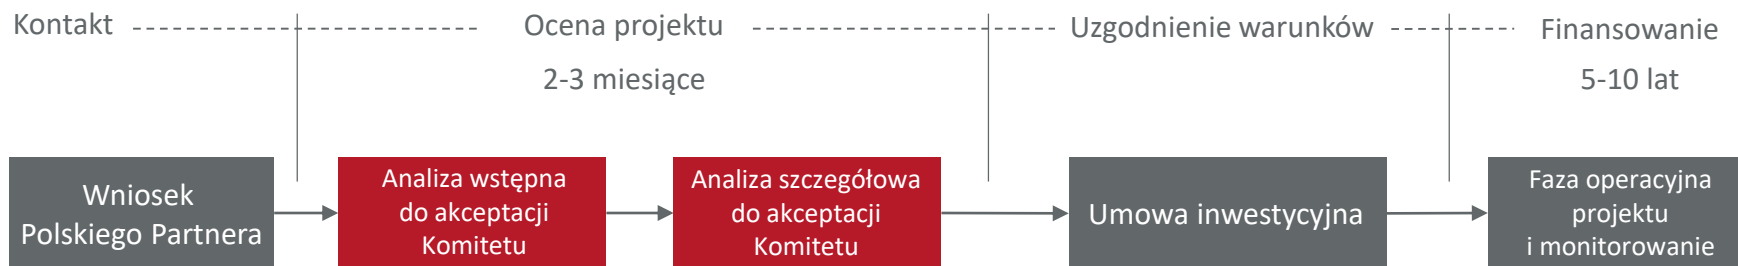 Kontakt
Ocena projektu
2-3 miesiące
Uzgodnienie warunków
Finansowanie
5-10 lat
Wniosek
Polskiego Partnera
Analiza wstępna
do akceptacji
Komitetu
Analiza szczegółowa
do akceptacji
Komitetu
Umowa inwestycyjna
Faza operacyjna
projektu
i monitorowanie